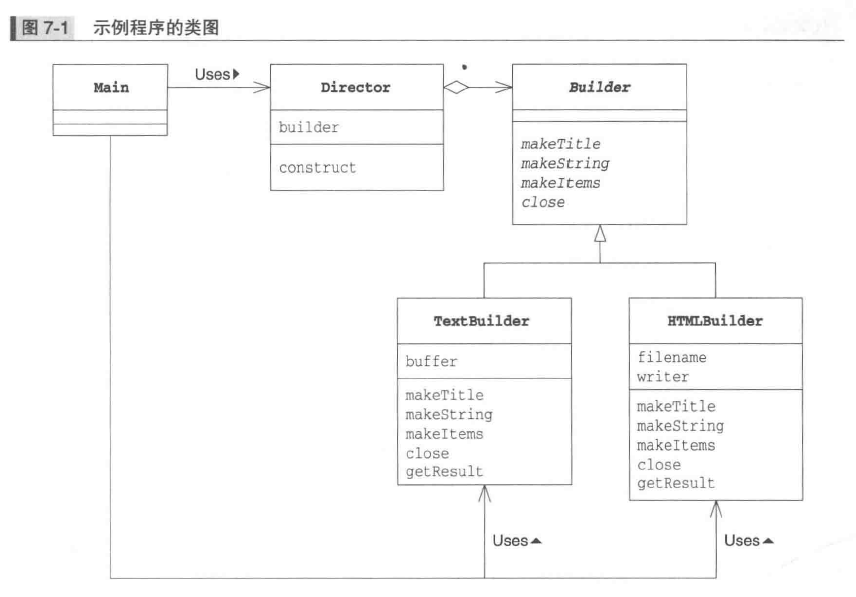 图 7-1 示例程序的类图
Main
Uses
Director
builder
construct
Builder
makeTitle
makeString
makeItems
close
TextBuilder
buffer
makeTitle
makeString
makeItems
close
getResult
HTMLBuilder
filename
writer
makeTitle
makeString
makeItems
close
getResult
Uses
Uses